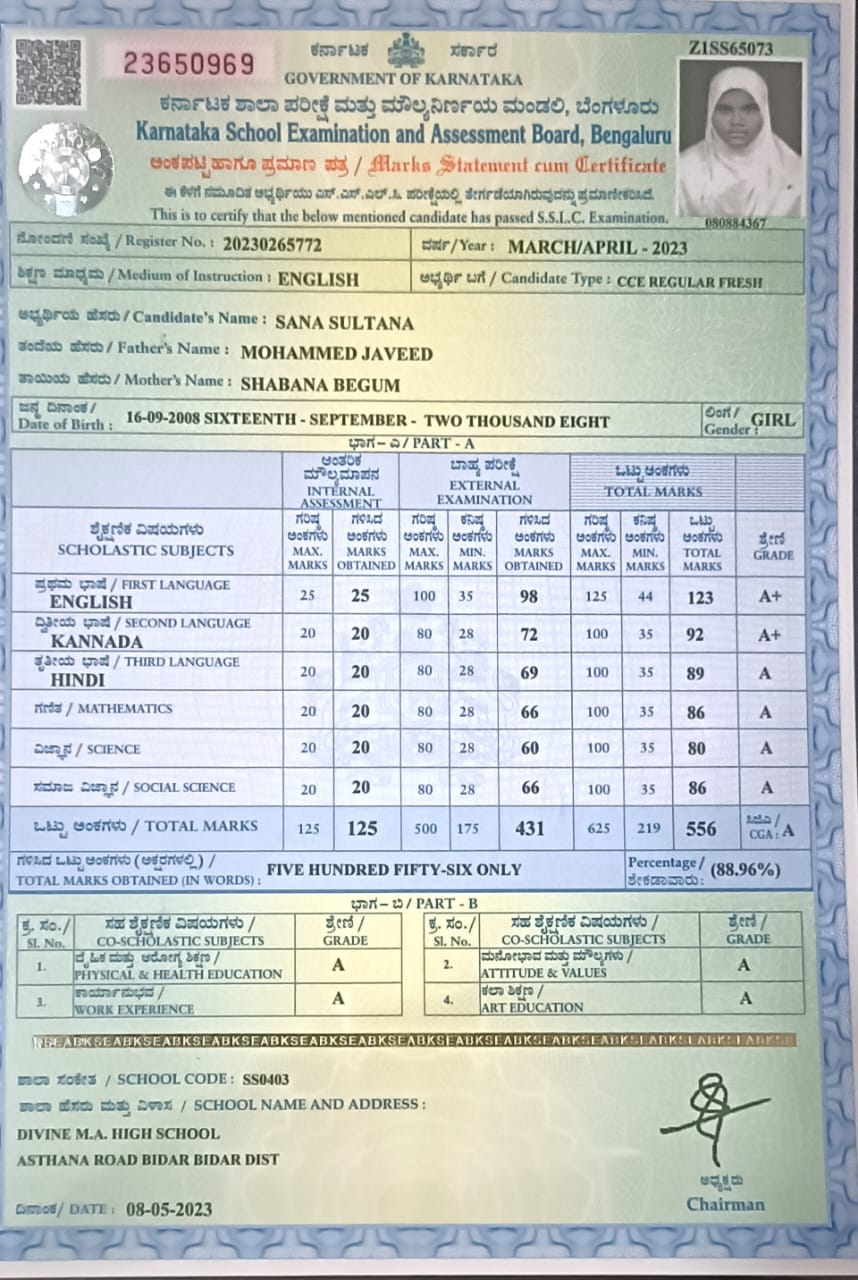 23650969
ಕರ್ನಾಟಕ ಸರ್ಕಾರ
Z1SS65073
GOVERNMENT OF KARNATAKA
ಕರ್ನಾಟಕ ಶಾಲಾ ಪರೀಕ್ಷೆ ಮತ್ತು ಮೌಲ್ಯನಿರ್ಣಯ ಮಂಡಲಿ, ಬೆಂಗಳೂರು
Karnataka School Examination and Assessment Board, Bengaluru
ಅಂಕಪಟ್ಟಿ ಹಾಗೂ ಪ್ರಮಾಣ ಪತ್ರ / Marks Statement cum Certificate
ಈ ಕೆಳಗೆ ನಮೂದಿತ ಅಭ್ಯರ್ಥಿಯು ಎಸ್.ಎಸ್.ಎಲ್.ಸಿ. ಪರೀಕ್ಷೆಯಲ್ಲಿ ತೇರ್ಗಡೆಯಾಗಿರುವುದನ್ನು ಪ್ರಮಾಣೀಕರಿಸಿದೆ.
This is to certify that the below mentioned candidate has passed S.S.L.C. Examination.
080884367
ನೋಂದಣಿ ಸಂಖ್ಯೆ / Register No. : 20230265772 ವರ್ಷ/Year : MARCH/APRIL - 2023
ಶಿಕ್ಷಣ ಮಾಧ್ಯಮ / Medium of Instruction : ENGLISH ಅಭ್ಯರ್ಥಿ ಬಗೆ / Candidate Type : CCE REGULAR FRESH
ಅಭ್ಯರ್ಥಿಯ ಹೆಸರು / Candidate's Name : SANA SULTANA
ತಂದೆಯ ಹೆಸರು / Father's Name : MOHAMMED JAVEED
ತಾಯಿಯ ಹೆಸರು / Mother's Name : SHABANA BEGUM
ಜನ್ಮ ದಿನಾಂಕ / ಲಿಂಗ /
Date of Birth : 16-09-2008 SIXTEENTH - SEPTEMBER - TWO THOUSAND EIGHT Gender : GIRL
ಭಾಗ – ಎ / PART - A
ಆಂತರಿಕ ಮೌಲ್ಯಮಾಪನ ಬಾಹ್ಯ ಪರೀಕ್ಷೆ ಒಟ್ಟು ಅಂಕಗಳು
INTERNAL ASSESSMENT EXTERNAL EXAMINATION TOTAL MARKS
ಶೈಕ್ಷಣಿಕ ವಿಷಯಗಳು ಗರಿಷ್ಠ ಅಂಕಗಳು ಗಳಿಸಿದ ಅಂಕಗಳು ಗರಿಷ್ಠ ಅಂಕಗಳು ಕನಿಷ್ಠ ಅಂಕಗಳು ಗಳಿಸಿದ ಅಂಕಗಳು ಗರಿಷ್ಠ ಅಂಕಗಳು ಕನಿಷ್ಠ ಅಂಕಗಳು ಒಟ್ಟು ಅಂಕಗಳು ಶ್ರೇಣಿ
SCHOLASTIC SUBJECTS MAX. MARKS MARKS OBTAINED MAX. MARKS MIN. MARKS MARKS OBTAINED MAX. MARKS MIN. MARKS TOTAL MARKS GRADE
ಪ್ರಥಮ ಭಾಷೆ / FIRST LANGUAGE
ENGLISH 25 25 100 35 98 125 44 123 A+
ದ್ವಿತೀಯ ಭಾಷೆ / SECOND LANGUAGE
KANNADA 20 20 80 28 72 100 35 92 A+
ತೃತೀಯ ಭಾಷೆ / THIRD LANGUAGE
HINDI 20 20 80 28 69 100 35 89 A
ಗಣಿತ / MATHEMATICS 20 20 80 28 66 100 35 86 A
ವಿಜ್ಞಾನ / SCIENCE 20 20 80 28 60 100 35 80 A
ಸಮಾಜ ವಿಜ್ಞಾನ / SOCIAL SCIENCE 20 20 80 28 66 100 35 86 A
ಒಟ್ಟು ಅಂಕಗಳು / TOTAL MARKS 125 125 500 175 431 625 219 556 ಸಿಜಿಎ / CGA : A
ಗಳಿಸಿದ ಒಟ್ಟು ಅಂಕಗಳು (ಅಕ್ಷರಗಳಲ್ಲಿ) / Percentage /
TOTAL MARKS OBTAINED (IN WORDS) : FIVE HUNDRED FIFTY-SIX ONLY ಶೇಕಡಾವಾರು : (88.96%)
ಭಾಗ – ಬಿ / PART - B
ಕ್ರ. ಸಂ./ ಸಹ ಶೈಕ್ಷಣಿಕ ವಿಷಯಗಳು / ಶ್ರೇಣಿ / ಕ್ರ. ಸಂ./ ಸಹ ಶೈಕ್ಷಣಿಕ ವಿಷಯಗಳು / ಶ್ರೇಣಿ /
Sl. No. CO-SCHOLASTIC SUBJECTS GRADE Sl. No. CO-SCHOLASTIC SUBJECTS GRADE
1. ದೈಹಿಕ ಮತ್ತು ಆರೋಗ್ಯ ಶಿಕ್ಷಣ / PHYSICAL & HEALTH EDUCATION A 2. ಮನೋಭಾವ ಮತ್ತು ಮೌಲ್ಯಗಳು / ATTITUDE & VALUES A
3. ಕಾರ್ಯಾನುಭವ / WORK EXPERIENCE A 4. ಕಲಾ ಶಿಕ್ಷಣ / ART EDUCATION A
ಶಾಲಾ ಸಂಕೇತ / SCHOOL CODE : SS0403
ಶಾಲಾ ಹೆಸರು ಮತ್ತು ವಿಳಾಸ / SCHOOL NAME AND ADDRESS :
DIVINE M.A. HIGH SCHOOL
ASTHANA ROAD BIDAR BIDAR DIST
ಅಧ್ಯಕ್ಷರು
Chairman
ದಿನಾಂಕ/ DATE : 08-05-2023